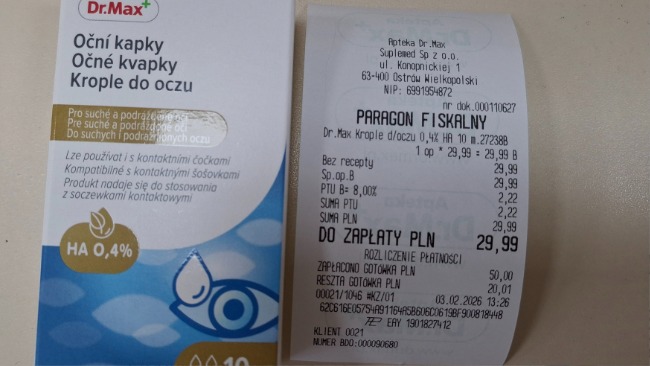 Dr.Max+
Oční kapky
Očné kvapky
Krople do oczu
Pro suché a podrážděné oči
Pre suché a podráždené oči
Do suchych i podrażnionych oczu
Lze používat i s kontaktními čočkami
Kompatibilné s kontaktnými šošovkami
Produkt nadaje się do stosowania
z soczewkami kontaktowymi
HA 0,4%
10
Apteka Dr.Max
Suplemed Sp z o.o.
ul. Konopnickiej 1
63-400 Ostrów Wielkopolski
NIP: 6991954872
nr dok.000110627
PARAGON FISKALNY
Dr.Max Krople d/oczu 0,4% HA 10 m.27238B
1 op * 29,99 = 29,99 B
Bez recepty 29,99
Sp.op.B 29,99
PTU B= 8,00% 2,22
SUMA PTU 2,22
SUMA PLN 29,99
DO ZAPŁATY PLN 29,99
ROZLICZENIE PŁATNOŚCI
ZAPŁACONO GOTÓWKA PLN 50,00
RESZTA GOTÓWKA PLN 20,01
00021/1046 #KZ/01 03.02.2026 13:26
62C616E05754A91164A5B606C0619BF900818448
EAY 1901827412
KLIENT 0021
NUMER BDO:000090680